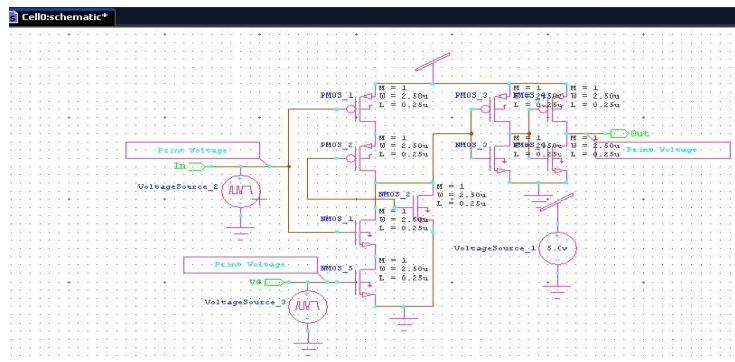 Cell0:schematic*
PMOS_1
M = 1
W = 2.50u
L = 0.25u
PMOS_3
M = 1
W = 2.50u
L = 0.25u
M = 1
W = 2.50u
L = 0.25u
Print Voltage
In
PMOS_2
M = 1
W = 2.50u
L = 0.25u
NMOS_3
M = 1
L = 0.25u
M = 1
W = 2.50u
L = 0.25u
Out
Print Voltage
VoltageSource_2
NMOS_2
M = 1
W = 2.50u
L = 0.25u
NMOS_1
M = 1
W = 2.50u
L = 0.25u
VoltageSource_1
Print Voltage
M = 1
W = 2.50u
L = 0.25u
VoltageSource_3